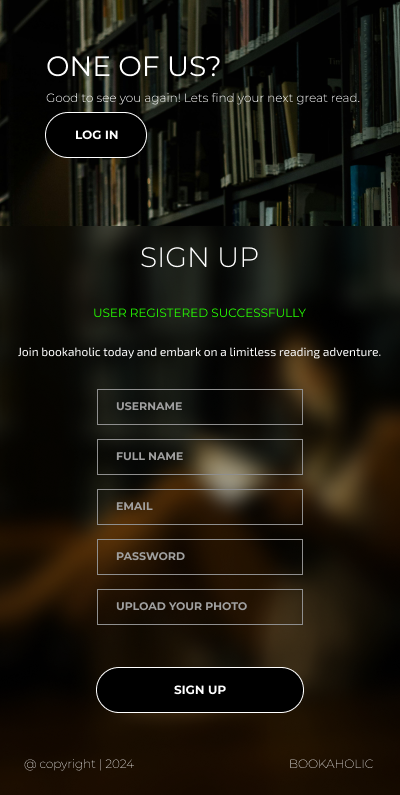 ONE OF US?
Good to see you again! Lets find your next great read.
LOG IN
SIGN UP
USER REGISTERED SUCCESSFULLY
Join bookaholic today and embark on a limitless reading adventure.
USERNAME
FULL NAME
EMAIL
PASSWORD
UPLOAD YOUR PHOTO
SIGN UP
@ copyright | 2024 BOOKAHOLIC